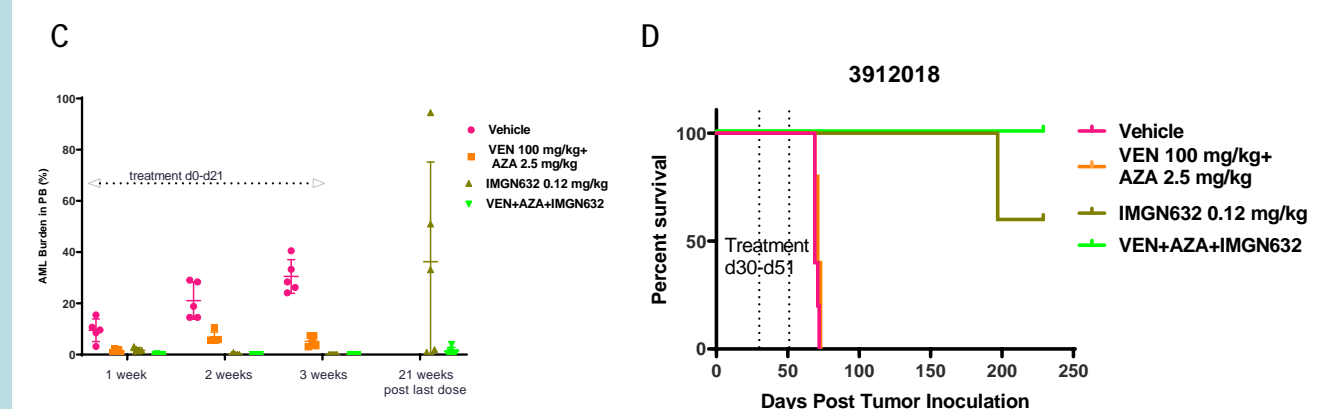 C
100
80
60
40
20
0
AML Burden in PB (%)
treatment d0-d21
1 week
2 weeks
3 weeks
21 weeks
post last dose
Vehicle
VEN 100 mg/kg+
AZA 2.5 mg/kg
IMGN632 0.12 mg/kg
VEN+AZA+IMGN632
D
3912018
100
50
0
Percent survival
Treatment
d30-d51
0 50 100 150 200 250
Days Post Tumor Inoculation
Vehicle
VEN 100 mg/kg+
AZA 2.5 mg/kg
IMGN632 0.12 mg/kg
VEN+AZA+IMGN632